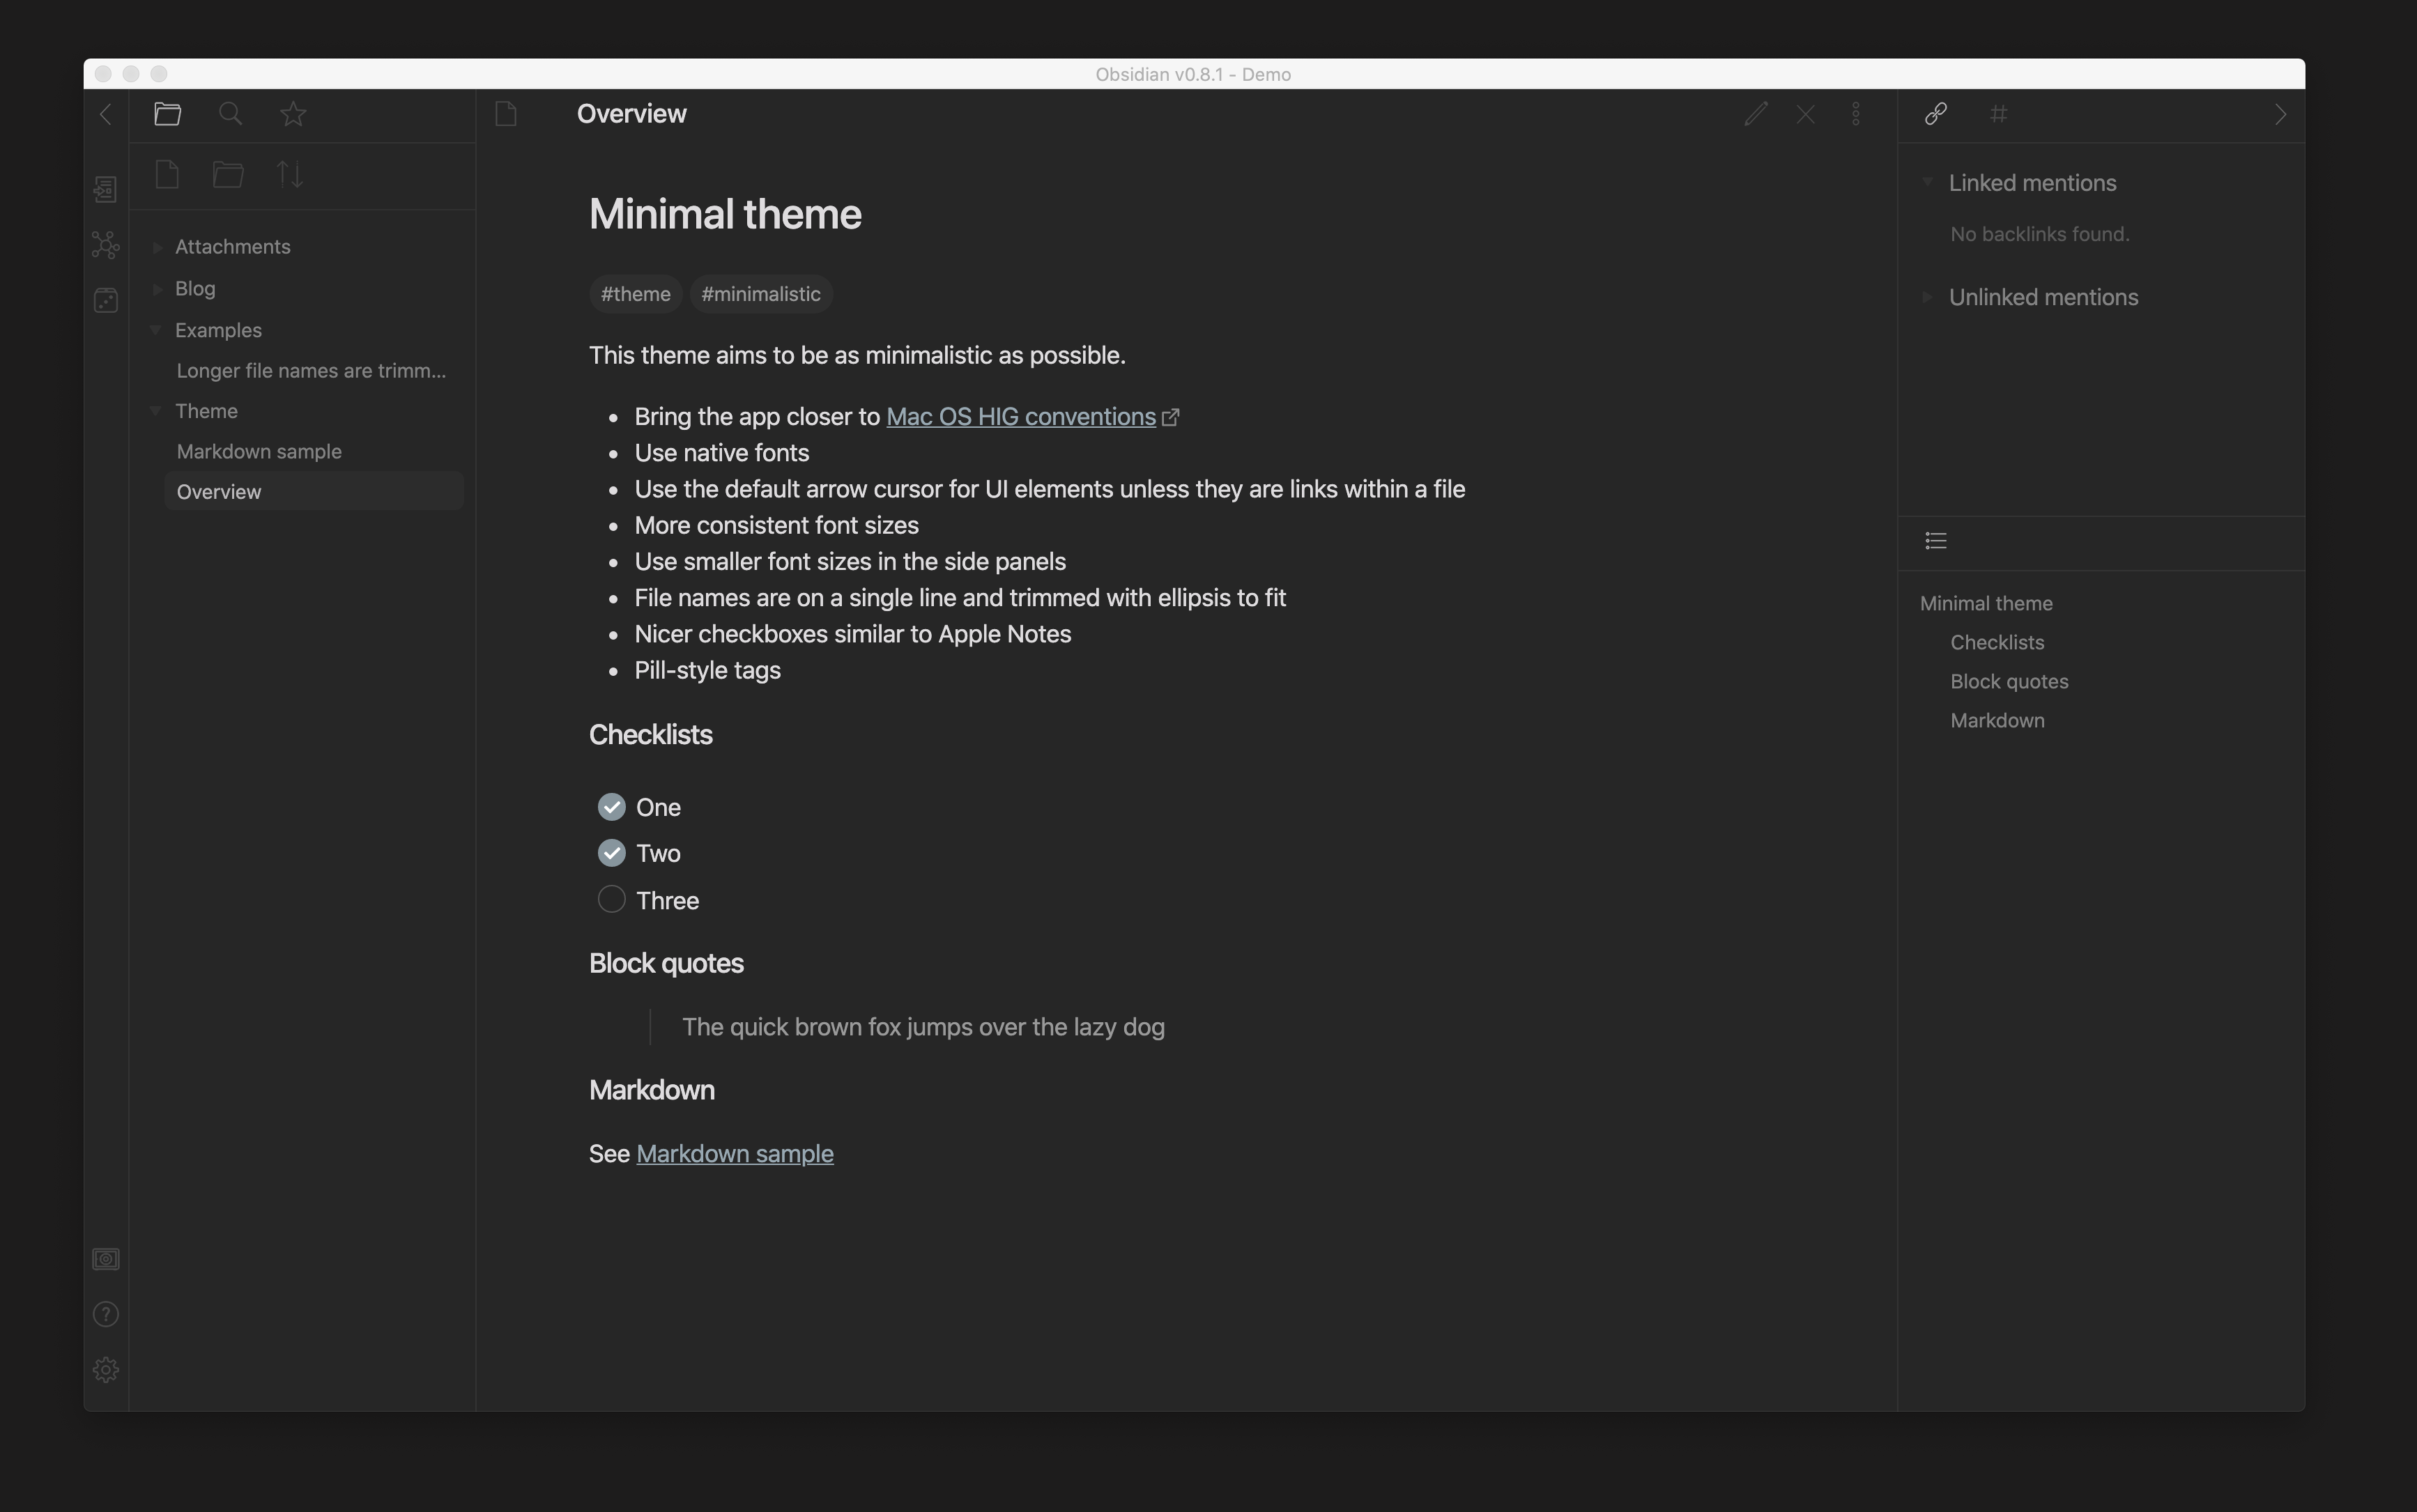 Obsidian v0.8.1 - Demo
Attachments
Blog
Examples
Longer file names are trimm...
Theme
Markdown sample
Overview
Overview
Minimal theme
#theme #minimalistic
This theme aims to be as minimalistic as possible.
Bring the app closer to Mac OS HIG conventions
Use native fonts
Use the default arrow cursor for UI elements unless they are links within a file
More consistent font sizes
Use smaller font sizes in the side panels
File names are on a single line and trimmed with ellipsis to fit
Nicer checkboxes similar to Apple Notes
Pill-style tags
Checklists
One
Two
Three
Block quotes
The quick brown fox jumps over the lazy dog
Markdown
See Markdown sample
Linked mentions
No backlinks found.
Unlinked mentions
Minimal theme
Checklists
Block quotes
Markdown